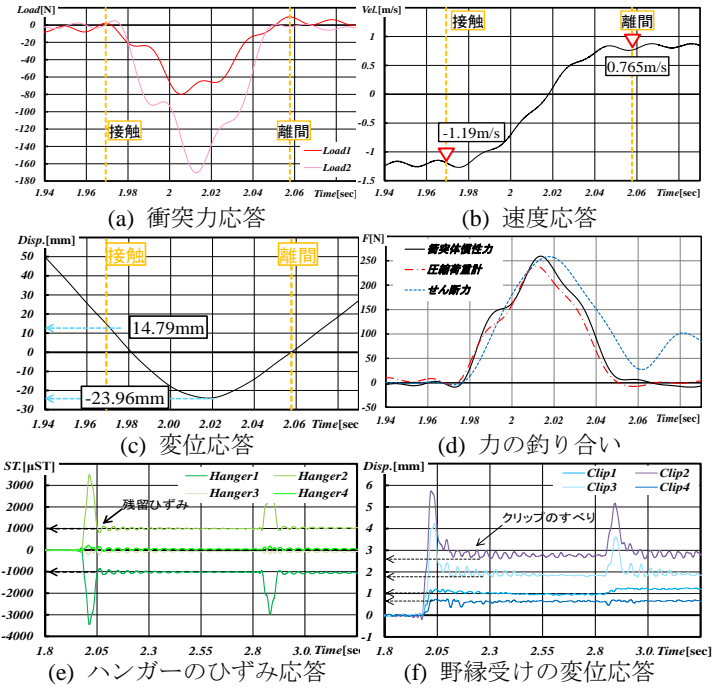 Load[N]
20
0
-20
-40
-60
-80
-100
-120
-140
-160
-180
接触
離間
Load1
Load2
1.94 1.96 1.98 2 2.02 2.04 2.06 Time[sec]
(a) 衝突力応答
Vel.[m/s]
1
0.5
0
-0.5
-1
-1.5
接触
離間
0.765m/s
-1.19m/s
1.94 1.96 1.98 2 2.02 2.04 2.06 Time[sec]
(b) 速度応答
Disp.[mm]
50
40
30
20
10
0
-10
-20
-30
接触
離間
14.79mm
-23.96mm
1.94 1.96 1.98 2 2.02 2.04 2.06 Time[sec]
(c) 変位応答
F[N]
250
200
150
100
50
0
-50
衝突体慣性力
圧縮荷重計
せん断力
1.94 1.96 1.98 2 2.02 2.04 2.06 Time[sec]
(d) 力の釣り合い
ST.[μST]
3000
2000
1000
0
-1000
-2000
-3000
-4000
Hanger1 Hanger2
Hanger3 Hanger4
残留ひずみ
1.8 2.05 2.3 2.55 2.8 3.0. Time[sec]
(e) ハンガーのひずみ応答
Disp.[mm]
6
5
4
3
2
1
0
-1
Clip1 Clip2
Clip3 Clip4
クリップのすべり
1.8 2.05 2.3 2.55 2.8 3.0. Time[sec]
(f) 野縁受けの変位応答